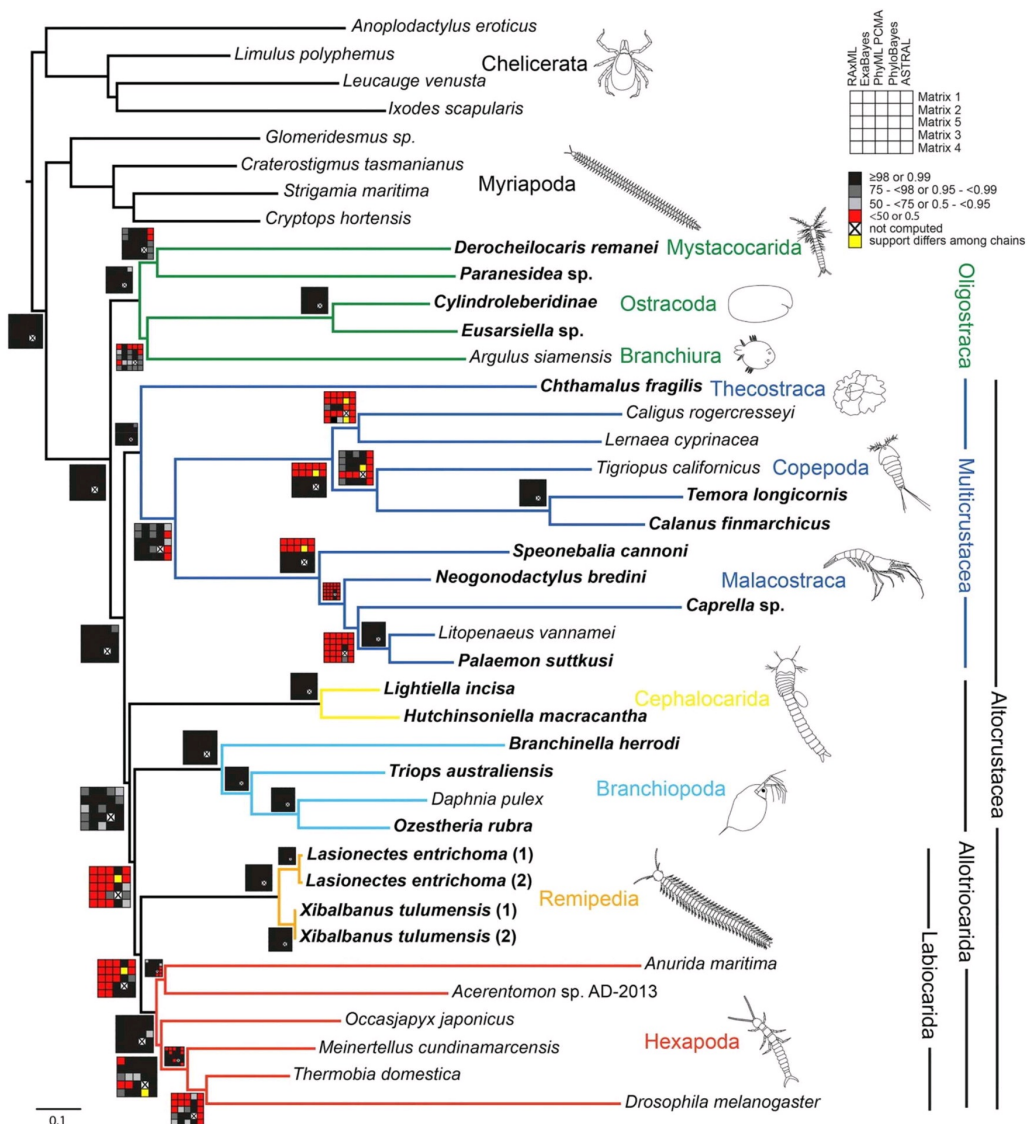 Anoplodactylus eroticus
Limulus polyphemus
Chelicerata
Leucauge venusta
Ixodes scapularis
RAxML
ExaBayes
PhyML PCMA
PhyloBayes
ASTRAL
Matrix 1
Matrix 2
Matrix 5
Matrix 3
Matrix 4
≥98 or 0.99
75 - <98 or 0.95 - <0.99
50 - <75 or 0.5 - <0.95
<50 or 0.5
not computed
support differs among chains
Glomeridesmus sp.
Craterostigmus tasmanianus
Myriapoda
Strigamia maritima
Cryptops hortensis
Derocheilocaris remanei Mystacocarida
Paranesidea sp.
Cylindroleberidinae
Ostracoda
Eusarsiella sp.
Argulus siamensis Branchiura
Oligostraca
Chthamalus fragilis Thecostraca
Caligus rogercresseyi
Lernaea cyprinacea
Tigriopus californicus Copepoda
Temora longicornis
Calanus finmarchicus
Multicrustacea
Speonebalia cannoni
Neogonodactylus bredini Malacostraca
Caprella sp.
Litopenaeus vannamei
Palaemon suttkusi
Lightiella incisa
Cephalocarida
Hutchinsoniella macracantha
Altocrustacea
Branchinella herrodi
Triops australiensis
Branchiopoda
Daphnia pulex
Ozestheria rubra
Allotriocarida
Lasionectes entrichoma (1)
Lasionectes entrichoma (2)
Remipedia
Xibalbanus tulumensis (1)
Xibalbanus tulumensis (2)
Labiocarida
Anurida maritima
Acerentomon sp. AD-2013
Occasjapyx japonicus
Hexapoda
Meinertellus cundinamarcensis
Thermobia domestica
Drosophila melanogaster
0.1